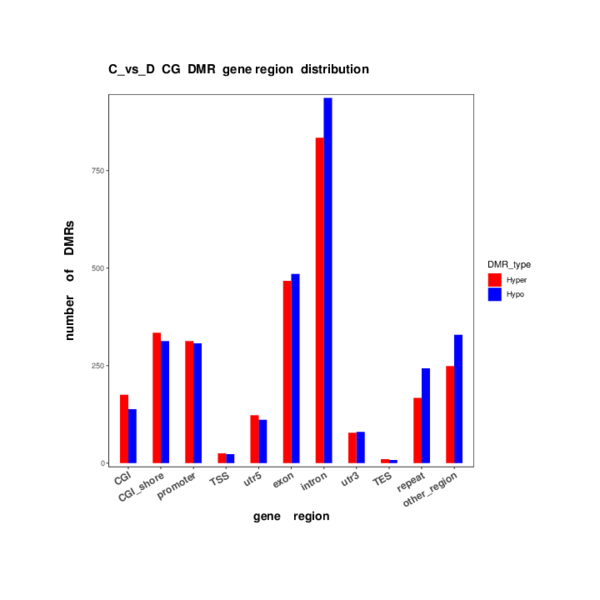 C_vs_D CG DMR gene region distribution
number of DMRs
750
500
250
0
CGI
CGI_shore
promoter
TSS
utr5
exon
intron
utr3
TES
repeat
other_region
gene region
DMR_type
Hyper
Hypo